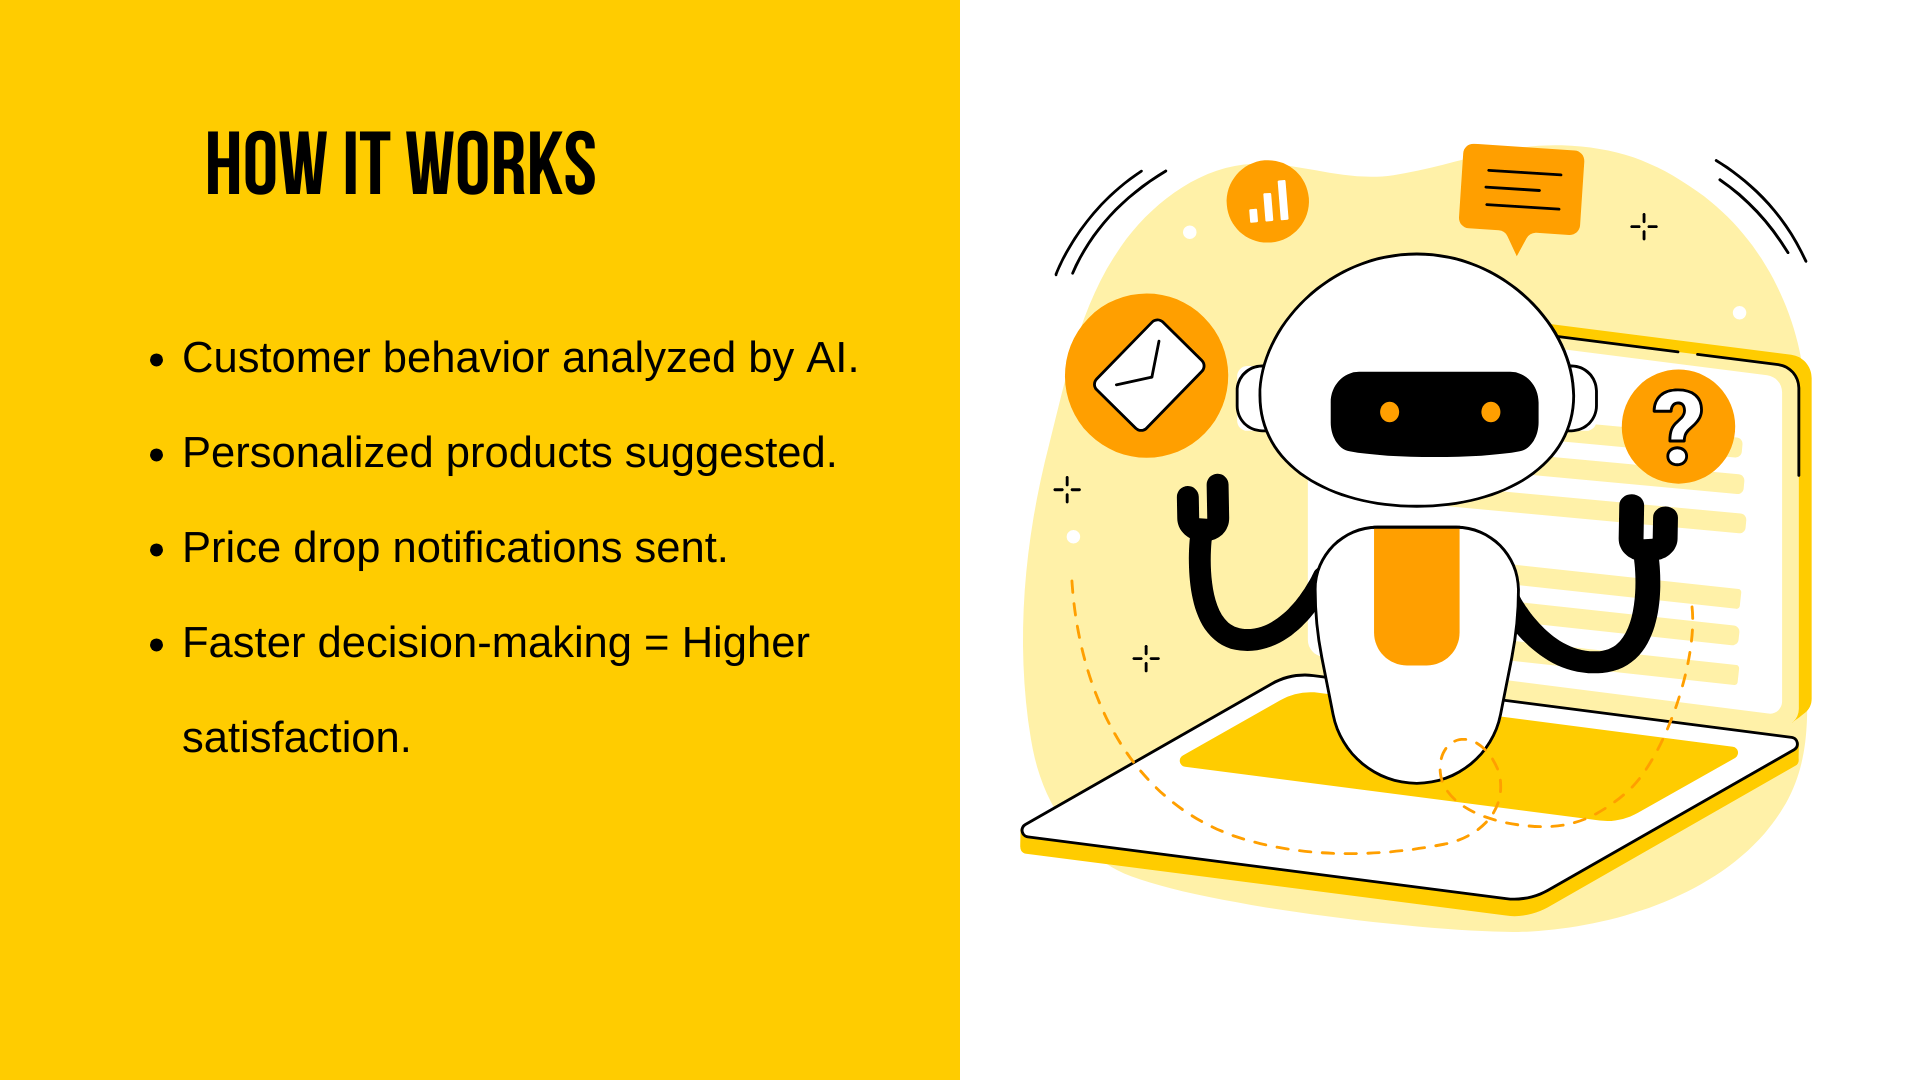 HOW IT WORKS
• Customer behavior analyzed by AI.
• Personalized products suggested.
• Price drop notifications sent.
• Faster decision-making = Higher
satisfaction.
?